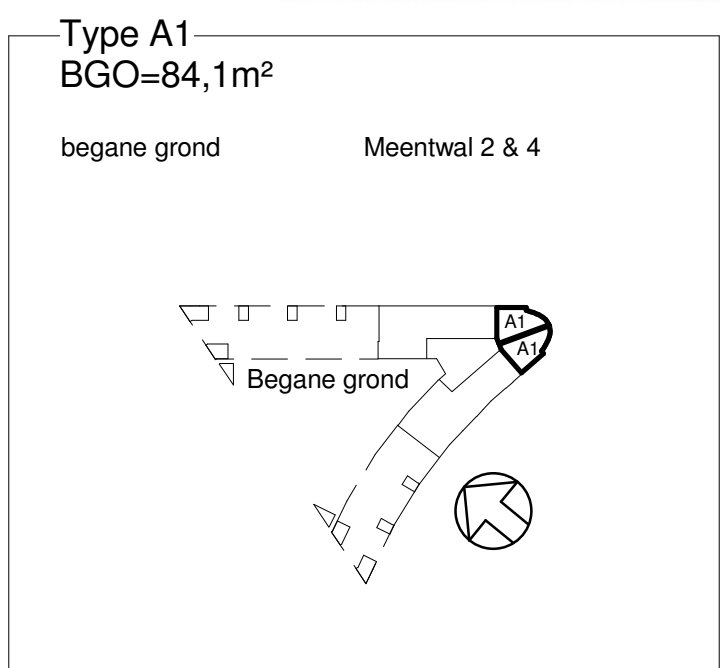 Type A1
BGO=84,1m²
begane grond
Meentwal 2 & 4
A1
A1
Begane grond